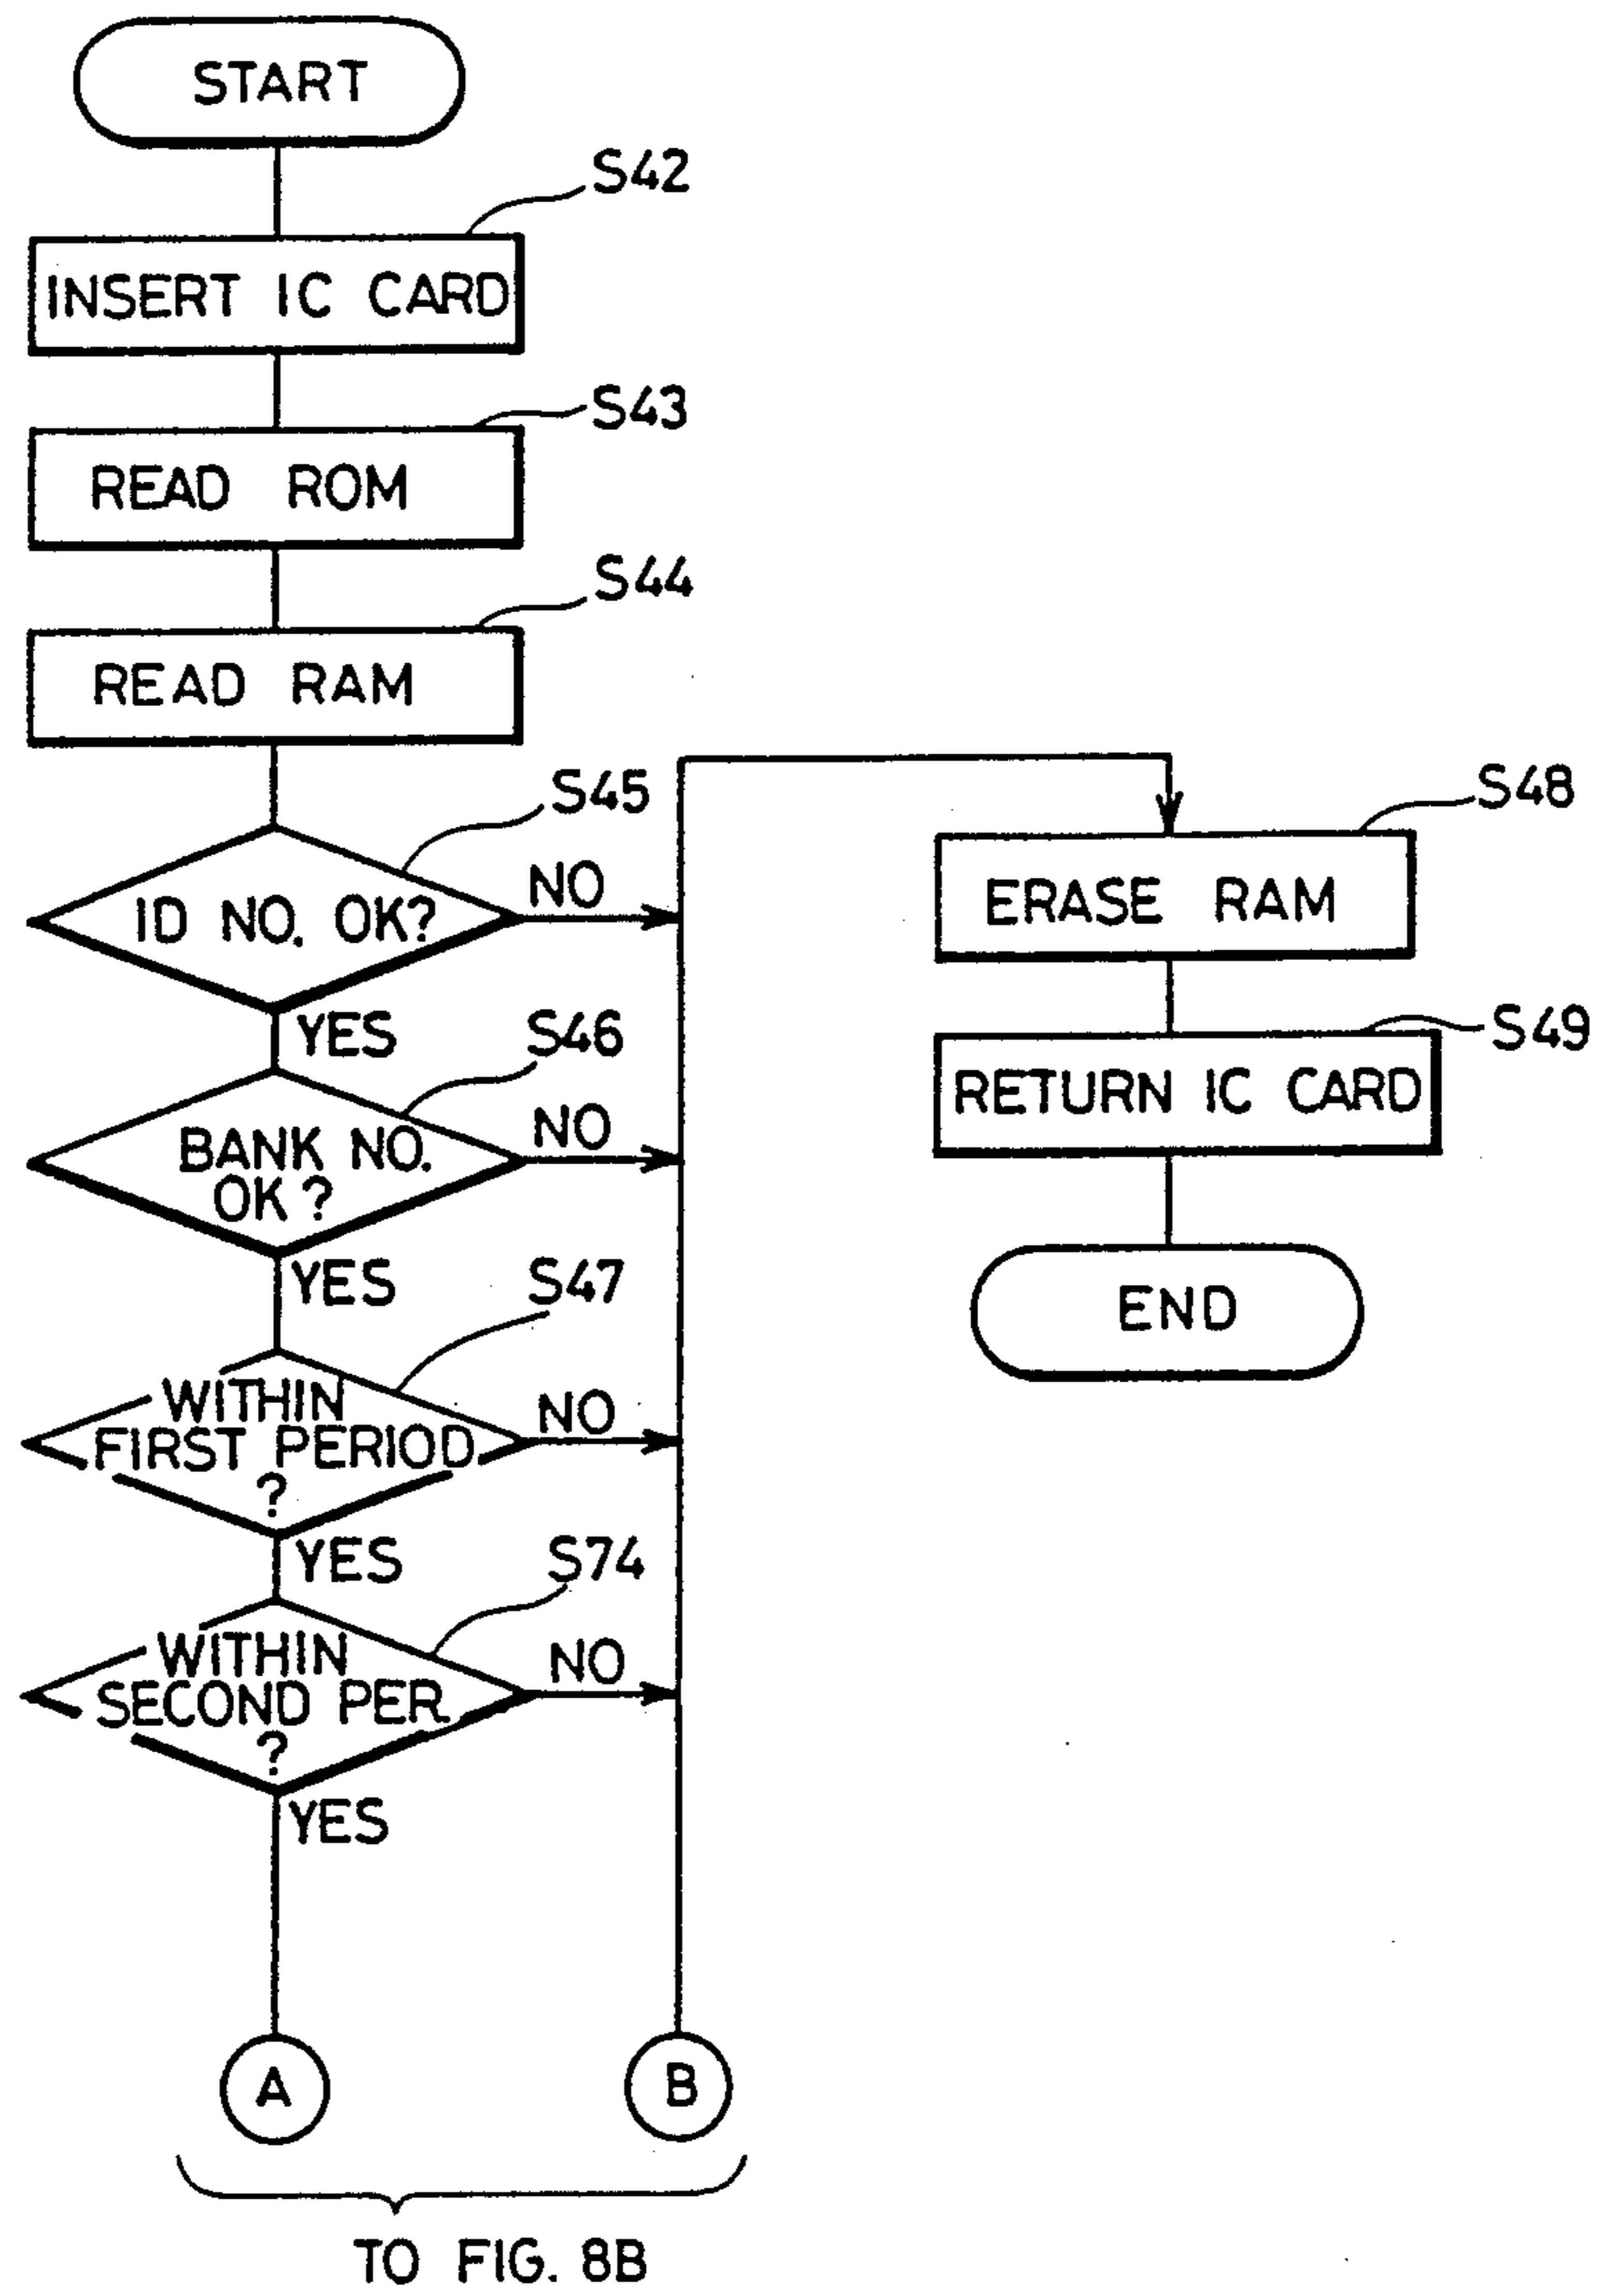 START
S42
INSERT IC CARD
S43
READ ROM
S44
READ RAM
S45
ID NO. OK?
NO
YES
S46
BANK NO.
OK?
NO
YES
S47
WITHIN
FIRST PERIOD
?
NO
YES
S74
WITHIN
SECOND PER.
?
NO
YES
A
B
TO FIG. 8B
S48
ERASE RAM
S49
RETURN IC CARD
END